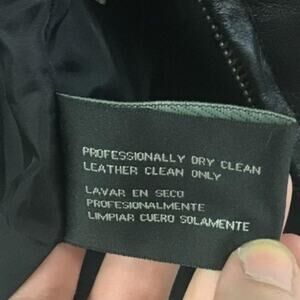 PROFESSIONALLY DRY CLEAN
LEATHER CLEAN ONLY
LAVAR EN SECO
PROFESIONALMENTE
LIMPIAR CUERO SOLAMENTE